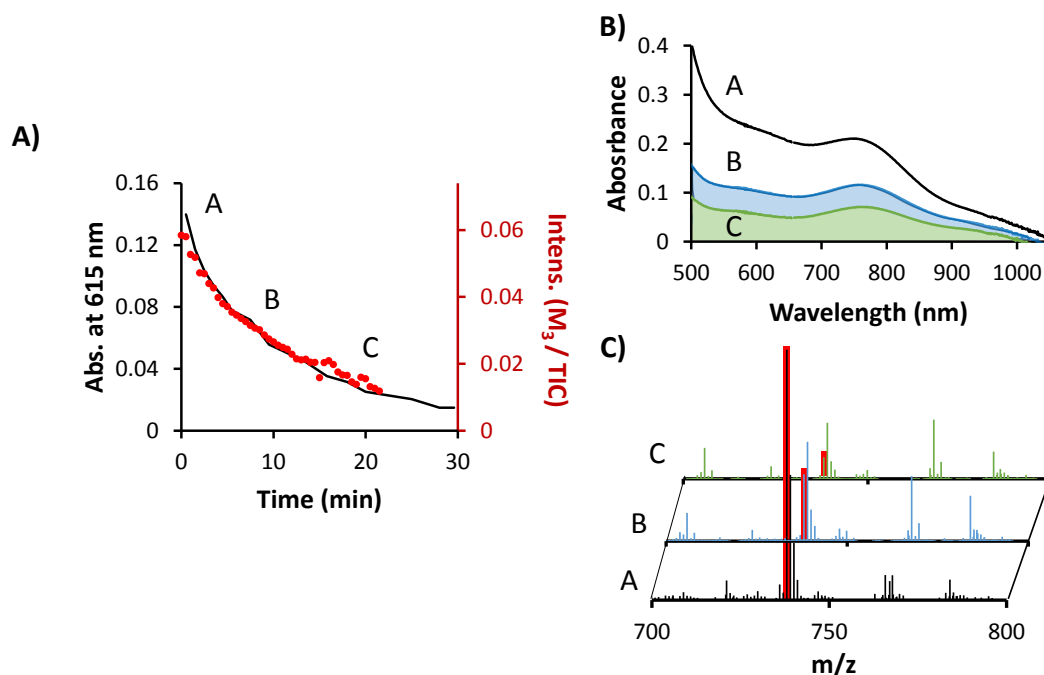 A)
Abs. at 615 nm
0.16
0.12
0.08
0.04
0
A
B
C
0 10 20 30
Time (min)
0.06
0.04
0.02
0
Intens. (M3 / TIC)
B)
Abosrbance
0.4
0.3
0.2
0.1
0
A
B
C
500 600 700 800 900 1000
Wavelength (nm)
C)
C
B
A
700 750 800
m/z